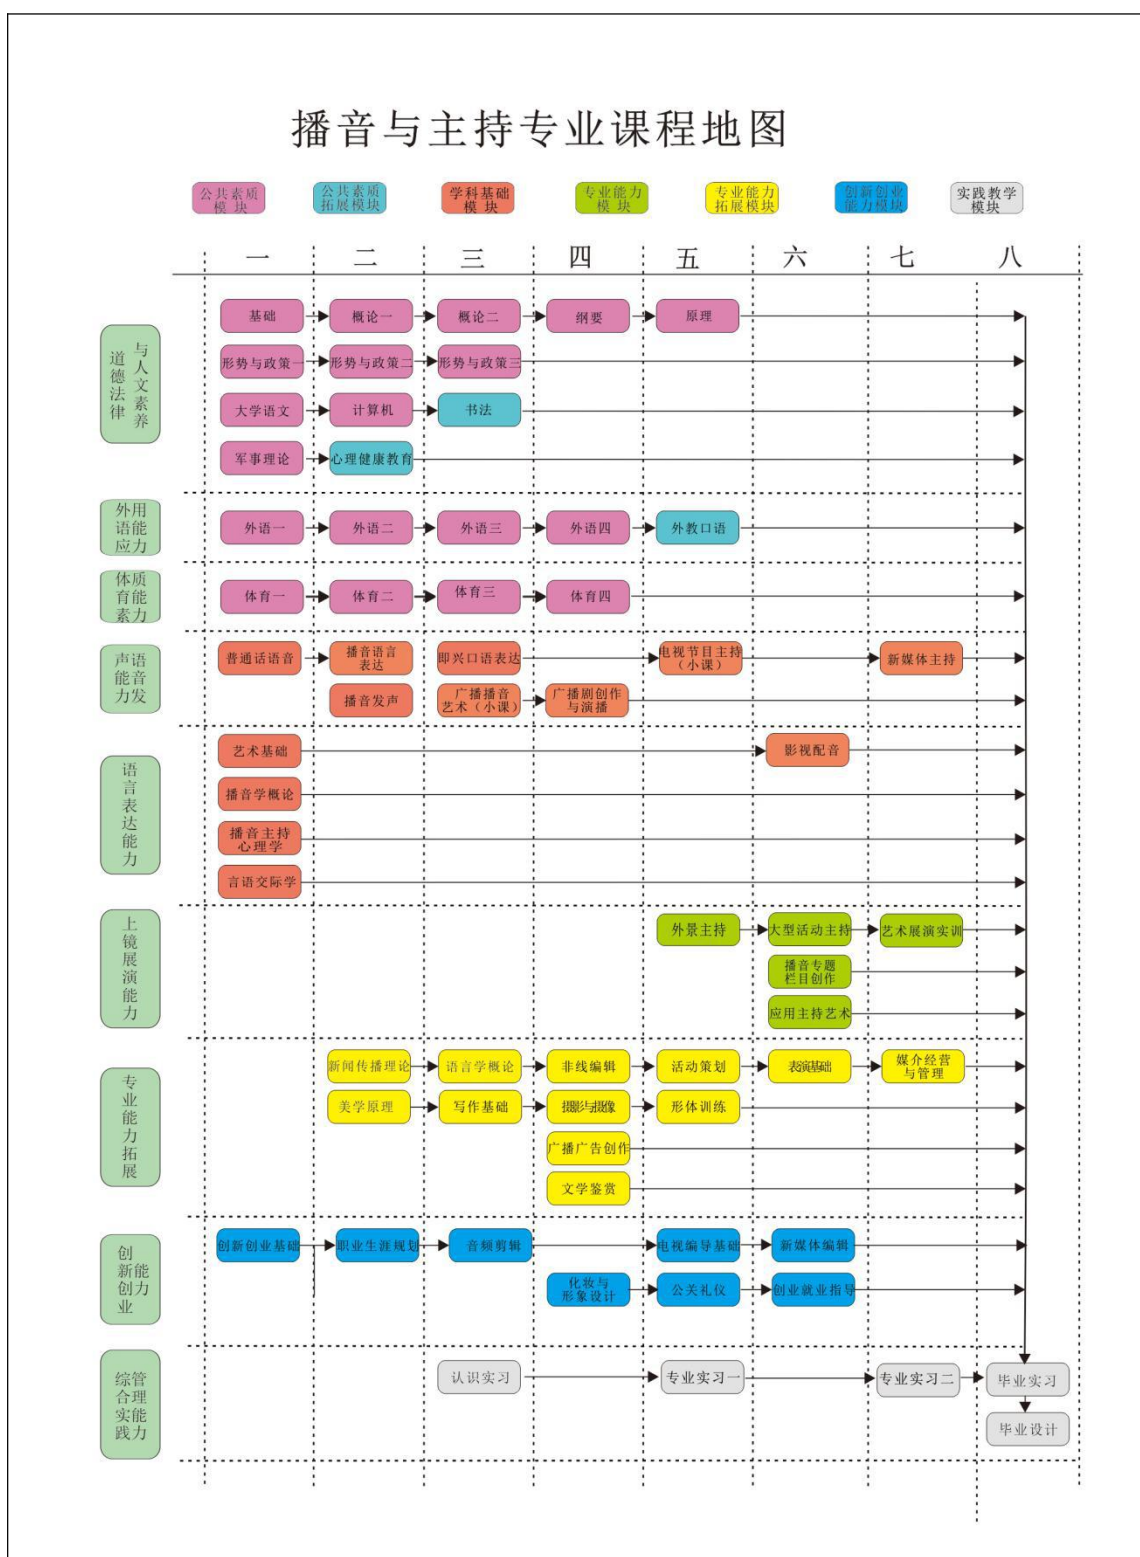 播音与主持专业课程地图
公共素质
模 块
公共素质
拓展模块
学科基础
模 块
专业能力
模 块
专业能力
拓展模块
创新创业
能力模块
实践教学
模块
一 二 三 四 五 六 七 八
道德法律
与人文素养
基础
概论一
概论二
纲要
原理
形势与政策一
形势与政策二
形势与政策三
大学语文
计算机
书法
军事理论
心理健康教育
外语应
用能力
外语一
外语二
外语三
外语四
外教口语
体育素
质能力
体育一
体育二
体育三
体育四
声能力
语音发
普通话语音
播音语言
表达
即兴口语表达
电视节目主持
（小课）
新媒体主持
播音发声
广播播音
艺术（小课）
广播剧创作
与演播
语言表达能力
艺术基础
影视配音
播音学概论
播音主持
心理学
言语交际学
上镜展演能力
外景主持
大型活动主持
艺术展演实训
播音专题
栏目创作
应用主持艺术
专业能力拓展
新闻传播理论
语言学概论
非线编辑
活动策划
表演基础
媒介经营
与管理
美学原理
写作基础
摄影与摄像
形体训练
广播广告创作
文学鉴赏
创新创业
能力
创新创业基础
职业生涯规划
音频剪辑
电视编导基础
新媒体编辑
化妆与
形象设计
公关礼仪
创业就业指导
综合实践
管理能力
认识实习
专业实习一
专业实习二
毕业实习
毕业设计